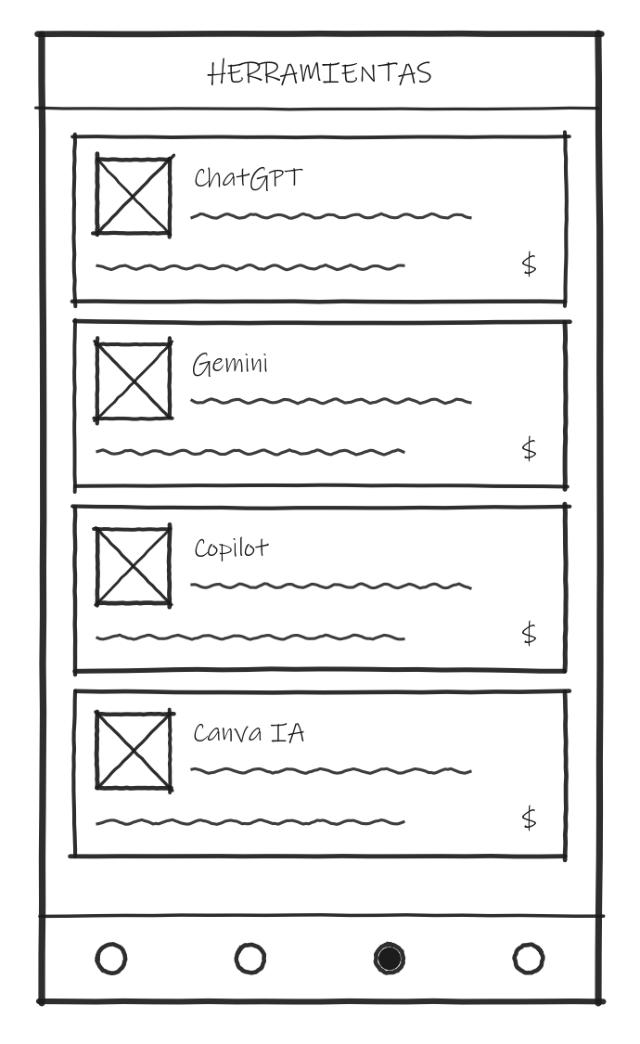 HERRAMIENTAS
ChatGPT
$
Gemini
$
Copilot
$
Canva IA
$